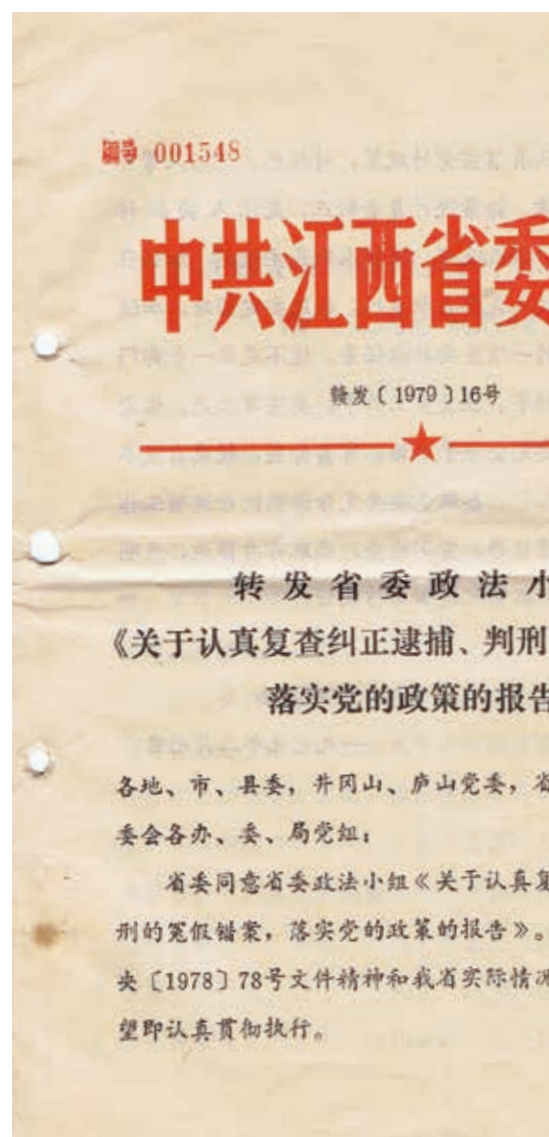 编号 001548
中共江西省委
赣发〔1979〕16号
转发省委政法小
《关于认真复查纠正逮捕、判刑
落实党的政策的报告
各地、市、县委，井冈山、庐山党委，省
委会各办、委、局党组：
省委同意省委政法小组《关于认真复
刑的冤假错案，落实党的政策的报告》。
央〔1978〕78号文件精神和我省实际情况
望即认真贯彻执行。